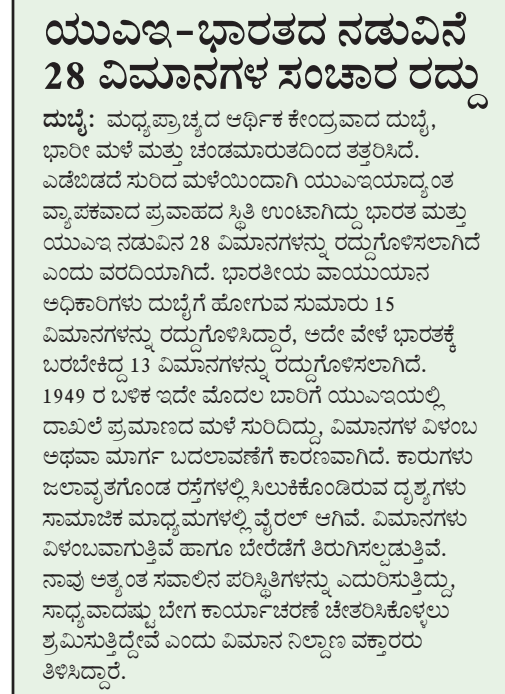 ಯುಎಇ-ಭಾರತದ ನಡುವಿನೆ
28 ವಿಮಾನಗಳ ಸಂಚಾರ ರದ್ದು
ದುಬೈ: ಮಧ್ಯಪ್ರಾಚ್ಯದ ಆರ್ಥಿಕ ಕೇಂದ್ರವಾದ ದುಬೈ,
ಭಾರೀ ಮಳೆ ಮತ್ತು ಚಂಡಮಾರುತದಿಂದ ತತ್ತರಿಸಿದೆ.
ಎಡೆಬಿಡದೆ ಸುರಿದ ಮಳೆಯಿಂದಾಗಿ ಯುಎಇಯಾದ್ಯಂತ
ವ್ಯಾಪಕವಾದ ಪ್ರವಾಹದ ಸ್ಥಿತಿ ಉಂಟಾಗಿದ್ದು ಭಾರತ ಮತ್ತು
ಯುಎಇ ನಡುವಿನ 28 ವಿಮಾನಗಳನ್ನು ರದ್ದುಗೊಳಿಸಲಾಗಿದೆ
ಎಂದು ವರದಿಯಾಗಿದೆ. ಭಾರತೀಯ ವಾಯುಯಾನ
ಅಧಿಕಾರಿಗಳು ದುಬೈಗೆ ಹೋಗುವ ಸುಮಾರು 15
ವಿಮಾನಗಳನ್ನು ರದ್ದುಗೊಳಿಸಿದ್ದಾರೆ, ಅದೇ ವೇಳೆ ಭಾರತಕ್ಕೆ
ಬರಬೇಕಿದ್ದ 13 ವಿಮಾನಗಳನ್ನು ರದ್ದುಗೊಳಿಸಲಾಗಿದೆ.
1949 ರ ಬಳಿಕ ಇದೇ ಮೊದಲ ಬಾರಿಗೆ ಯುಎಇಯಲ್ಲಿ
ದಾಖಲೆ ಪ್ರಮಾಣದ ಮಳೆ ಸುರಿದಿದ್ದು, ವಿಮಾನಗಳ ವಿಳಂಬ
ಅಥವಾ ಮಾರ್ಗ ಬದಲಾವಣೆಗೆ ಕಾರಣವಾಗಿದೆ. ಕಾರುಗಳು
ಜಲಾವೃತಗೊಂಡ ರಸ್ತೆಗಳಲ್ಲಿ ಸಿಲುಕಿಕೊಂಡಿರುವ ದೃಶ್ಯಗಳು
ಸಾಮಾಜಿಕ ಮಾಧ್ಯಮಗಳಲ್ಲಿ ವೈರಲ್ ಆಗಿವೆ. ವಿಮಾನಗಳು
ವಿಳಂಬವಾಗುತ್ತಿವೆ ಹಾಗೂ ಬೇರೆಡೆಗೆ ತಿರುಗಿಸಲ್ಪಡುತ್ತಿವೆ.
ನಾವು ಅತ್ಯಂತ ಸವಾಲಿನ ಪರಿಸ್ಥಿತಿಗಳನ್ನು ಎದುರಿಸುತ್ತಿದ್ದು,
ಸಾಧ್ಯವಾದಷ್ಟು ಬೇಗ ಕಾರ್ಯಾಚರಣೆ ಚೇತರಿಸಿಕೊಳ್ಳಲು
ಶ್ರಮಿಸುತ್ತಿದ್ದೇವೆ ಎಂದು ವಿಮಾನ ನಿಲ್ದಾಣ ವಕ್ತಾರರು
ತಿಳಿಸಿದ್ದಾರೆ.